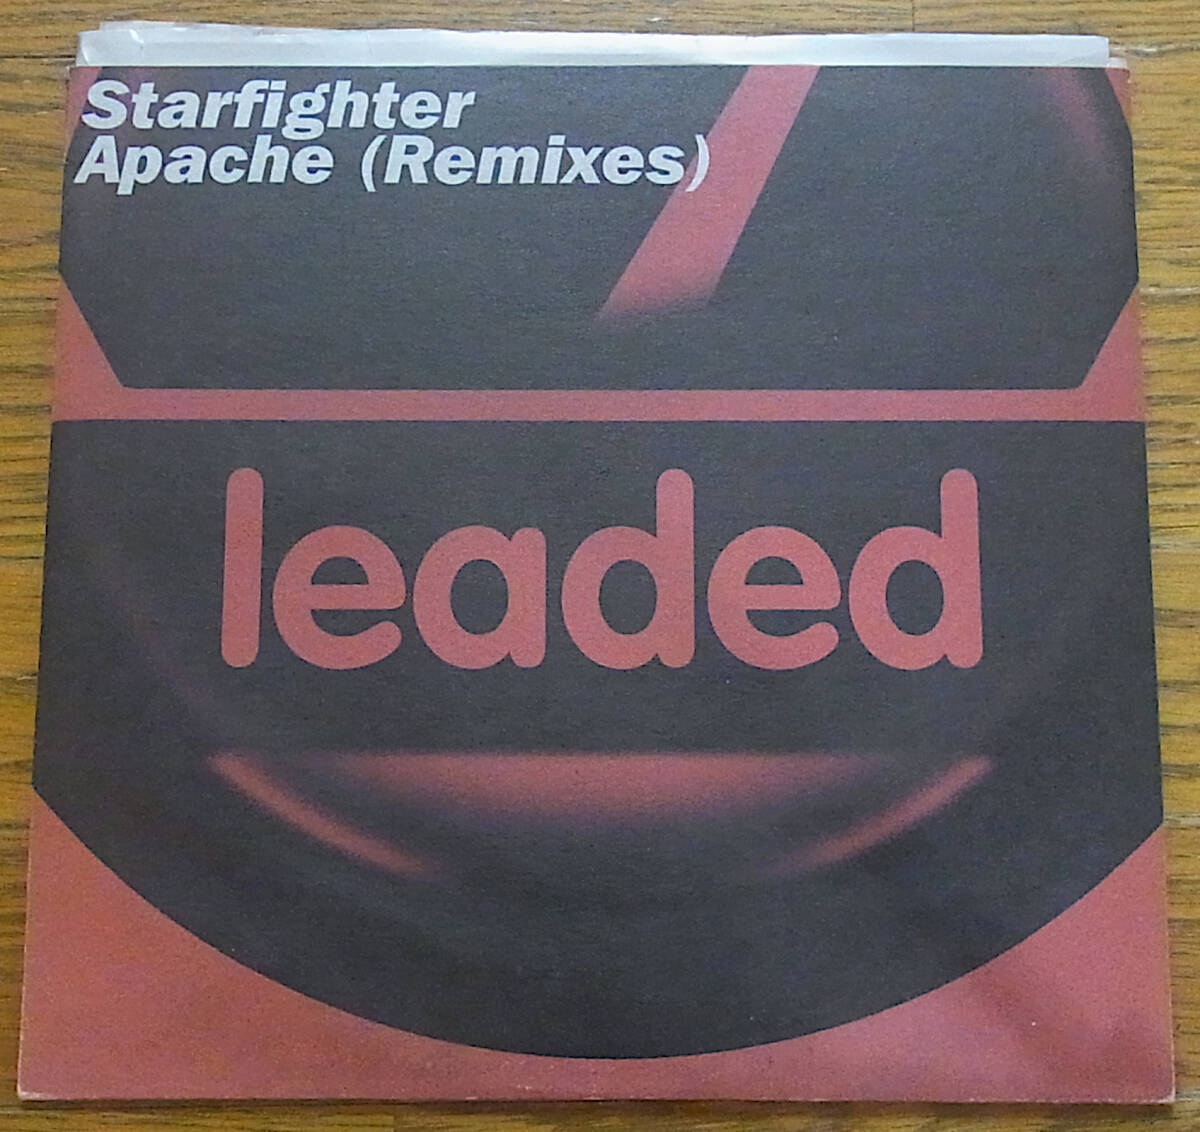 Starfighter
Apache (Remixes)
leaded